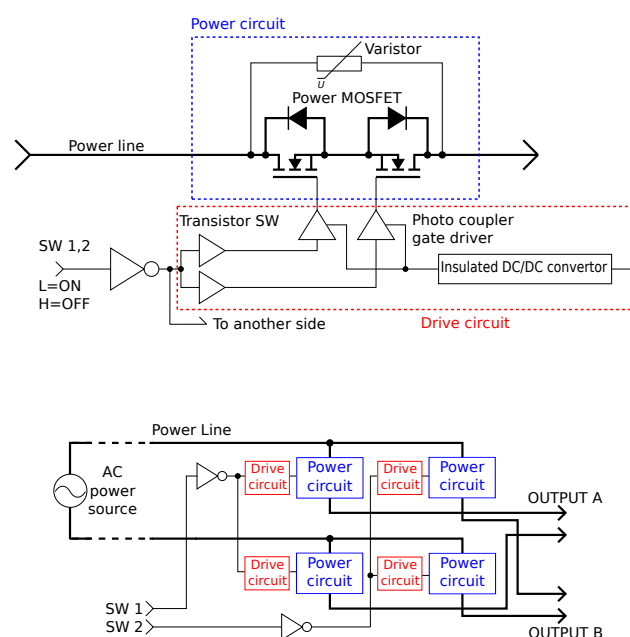 Power circuit
Varistor
U
Power MOSFET
Power line
Transistor SW
Photo coupler
gate driver
SW 1,2
L=ON
H=OFF
Insulated DC/DC convertor
To another side
Drive circuit
Power Line
AC
power
source
Drive
circuit
Power
circuit
Drive
circuit
Power
circuit
OUTPUT A
Drive
circuit
Power
circuit
Drive
circuit
Power
circuit
SW 1
SW 2
OUTPUT B